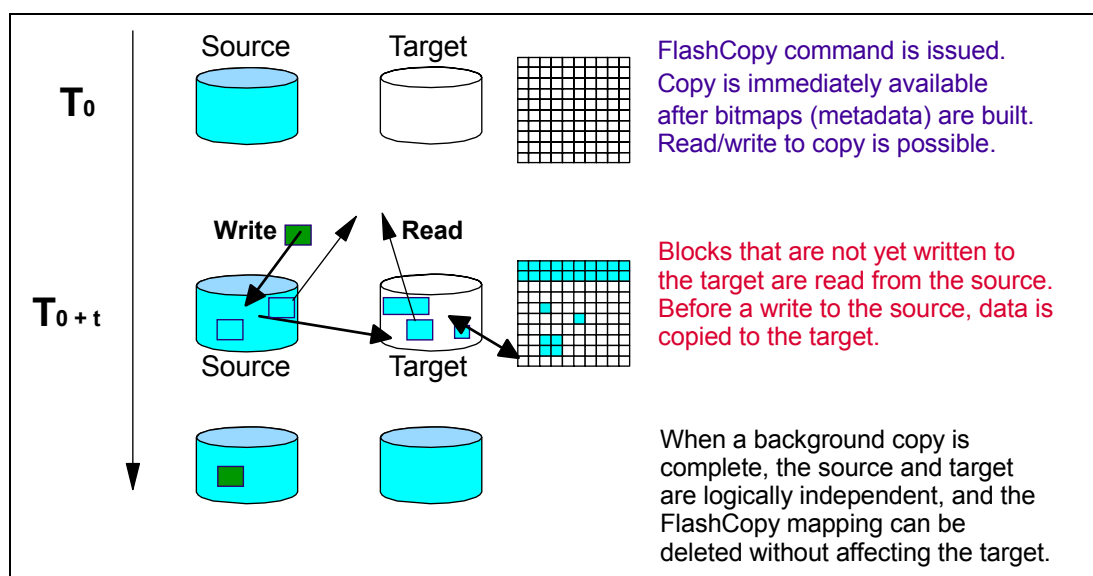 Source Target
T0
FlashCopy command is issued.
Copy is immediately available
after bitmaps (metadata) are built.
Read/write to copy is possible.
Write Read
T0 + t
Source Target
Blocks that are not yet written to
the target are read from the source.
Before a write to the source, data is
copied to the target.
When a background copy is
complete, the source and target
are logically independent, and the
FlashCopy mapping can be
deleted without affecting the target.